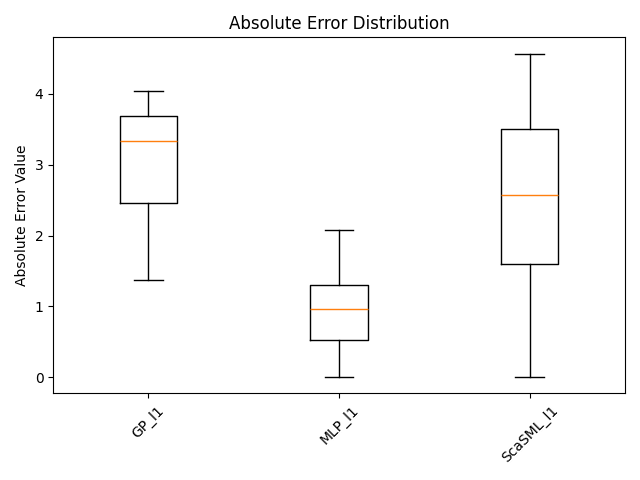 Absolute Error Distribution
Absolute Error Value
4
3
2
1
0
GP_l1
MLP_l1
ScaSML_l1